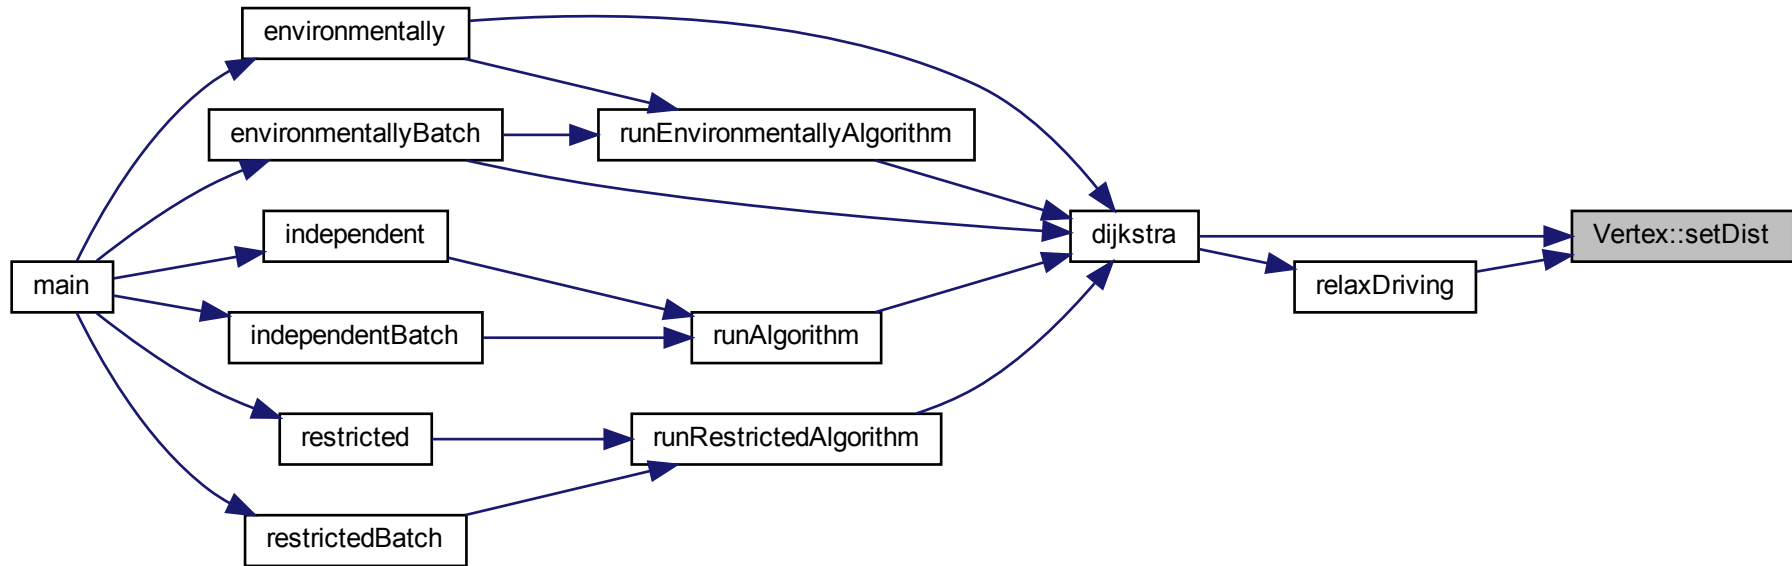 environmentally
environmentallyBatch
runEnvironmentallyAlgorithm
independent
dijkstra
Vertex::setDist
main
relaxDriving
independentBatch
runAlgorithm
restricted
runRestrictedAlgorithm
restrictedBatch